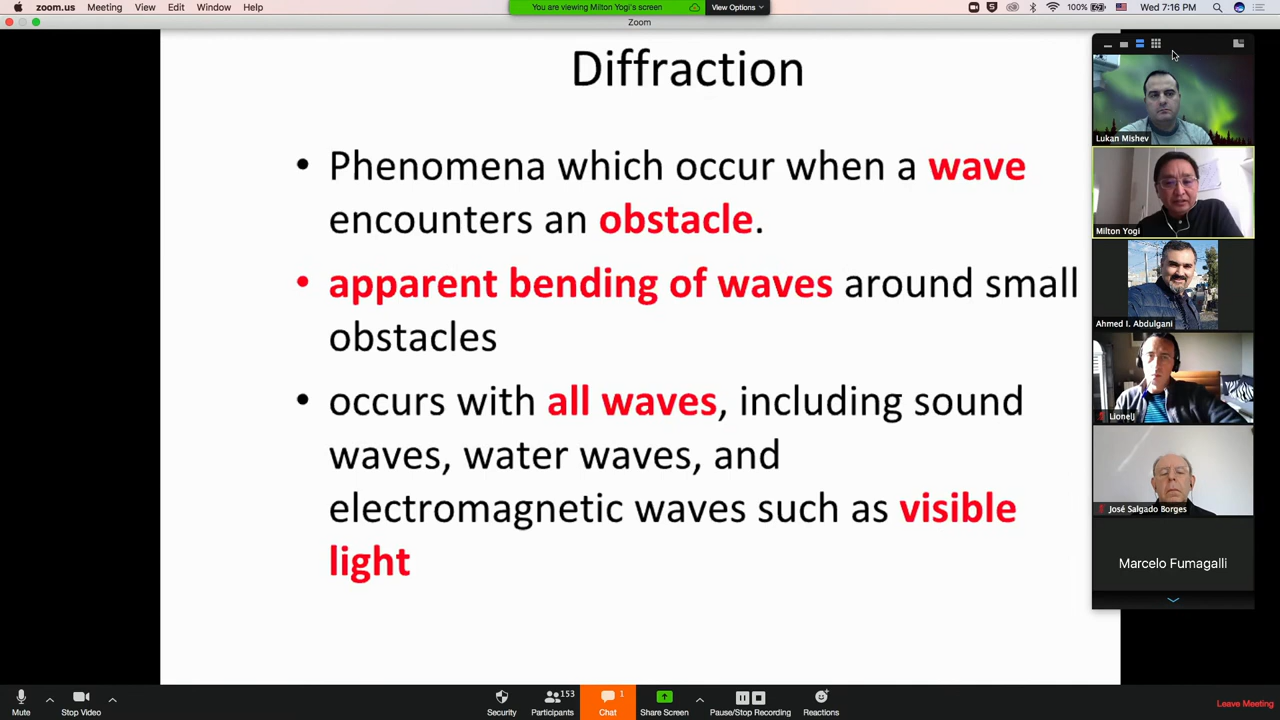 zoom.us Meeting View Edit Window Help
You are viewing Milton Yogi's screen View Options
100% Wed 7:16 PM
Zoom
Diffraction
• Phenomena which occur when a wave
encounters an obstacle.
• apparent bending of waves around small
obstacles
• occurs with all waves, including sound
waves, water waves, and
electromagnetic waves such as visible
light
Lukan Mishev
Milton Yogi
Ahmed I. Abdulgani
Lionelj
José Salgado Borges
Marcelo Fumagalli
Mute Stop Video Security Participants 153 Chat 1 Share Screen Pause/Stop Recording Reactions Leave Meeting